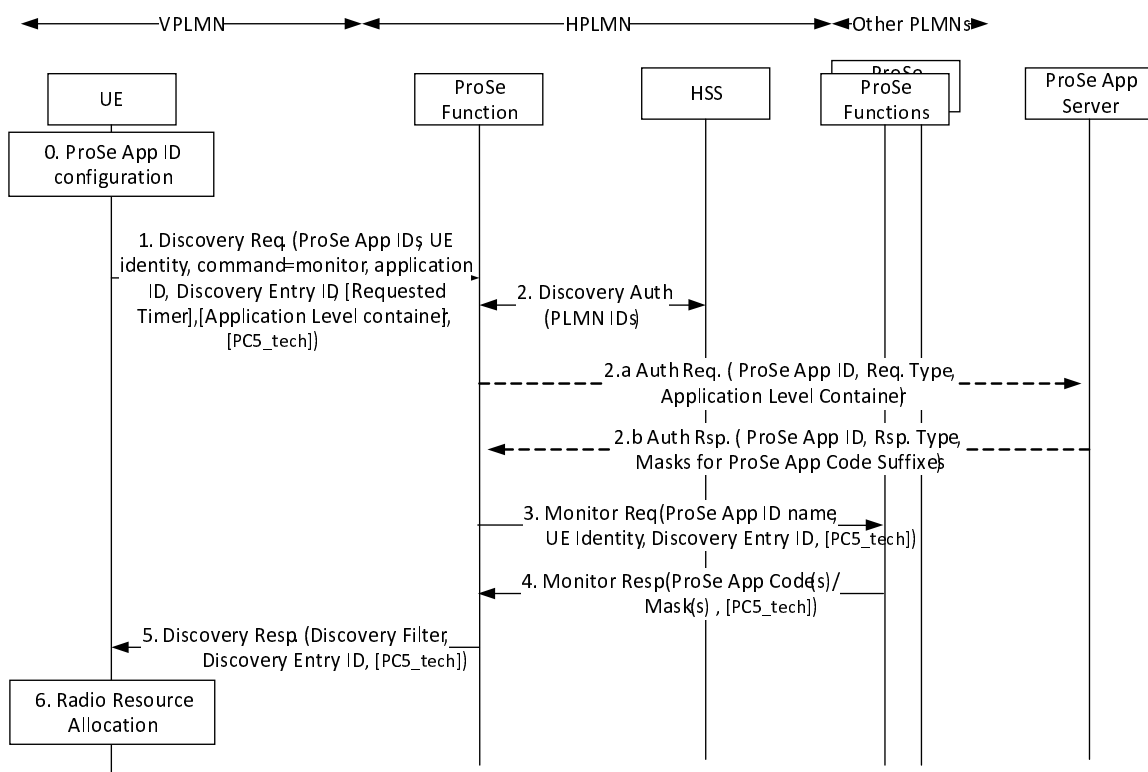 VPLMN
HPLMN
Other PLMNs
UE
ProSe
Function
HSS
ProSe
ProSe
Functions
ProSe App
Server
0. ProSe App ID
configuration
1. Discovery Req. (ProSe App IDs, UE
identity, command=monitor, application
ID, Discovery Entry ID, [Requested
Timer],[Application Level container],
[PC5_tech])
2. Discovery Auth
(PLMN IDs)
2.a Auth Req. ( ProSe App ID, Req. Type,
Application Level Container)
2.b Auth Rsp. ( ProSe App ID, Rsp. Type,
Masks for ProSe App Code Suffixes)
3. Monitor Req(ProSe App ID name,
UE Identity, Discovery Entry ID, [PC5_tech])
4. Monitor Resp(ProSe App Code(s)/
Mask(s) , [PC5_tech])
5. Discovery Resp. (Discovery Filter,
Discovery Entry ID, [PC5_tech])
6. Radio Resource
Allocation